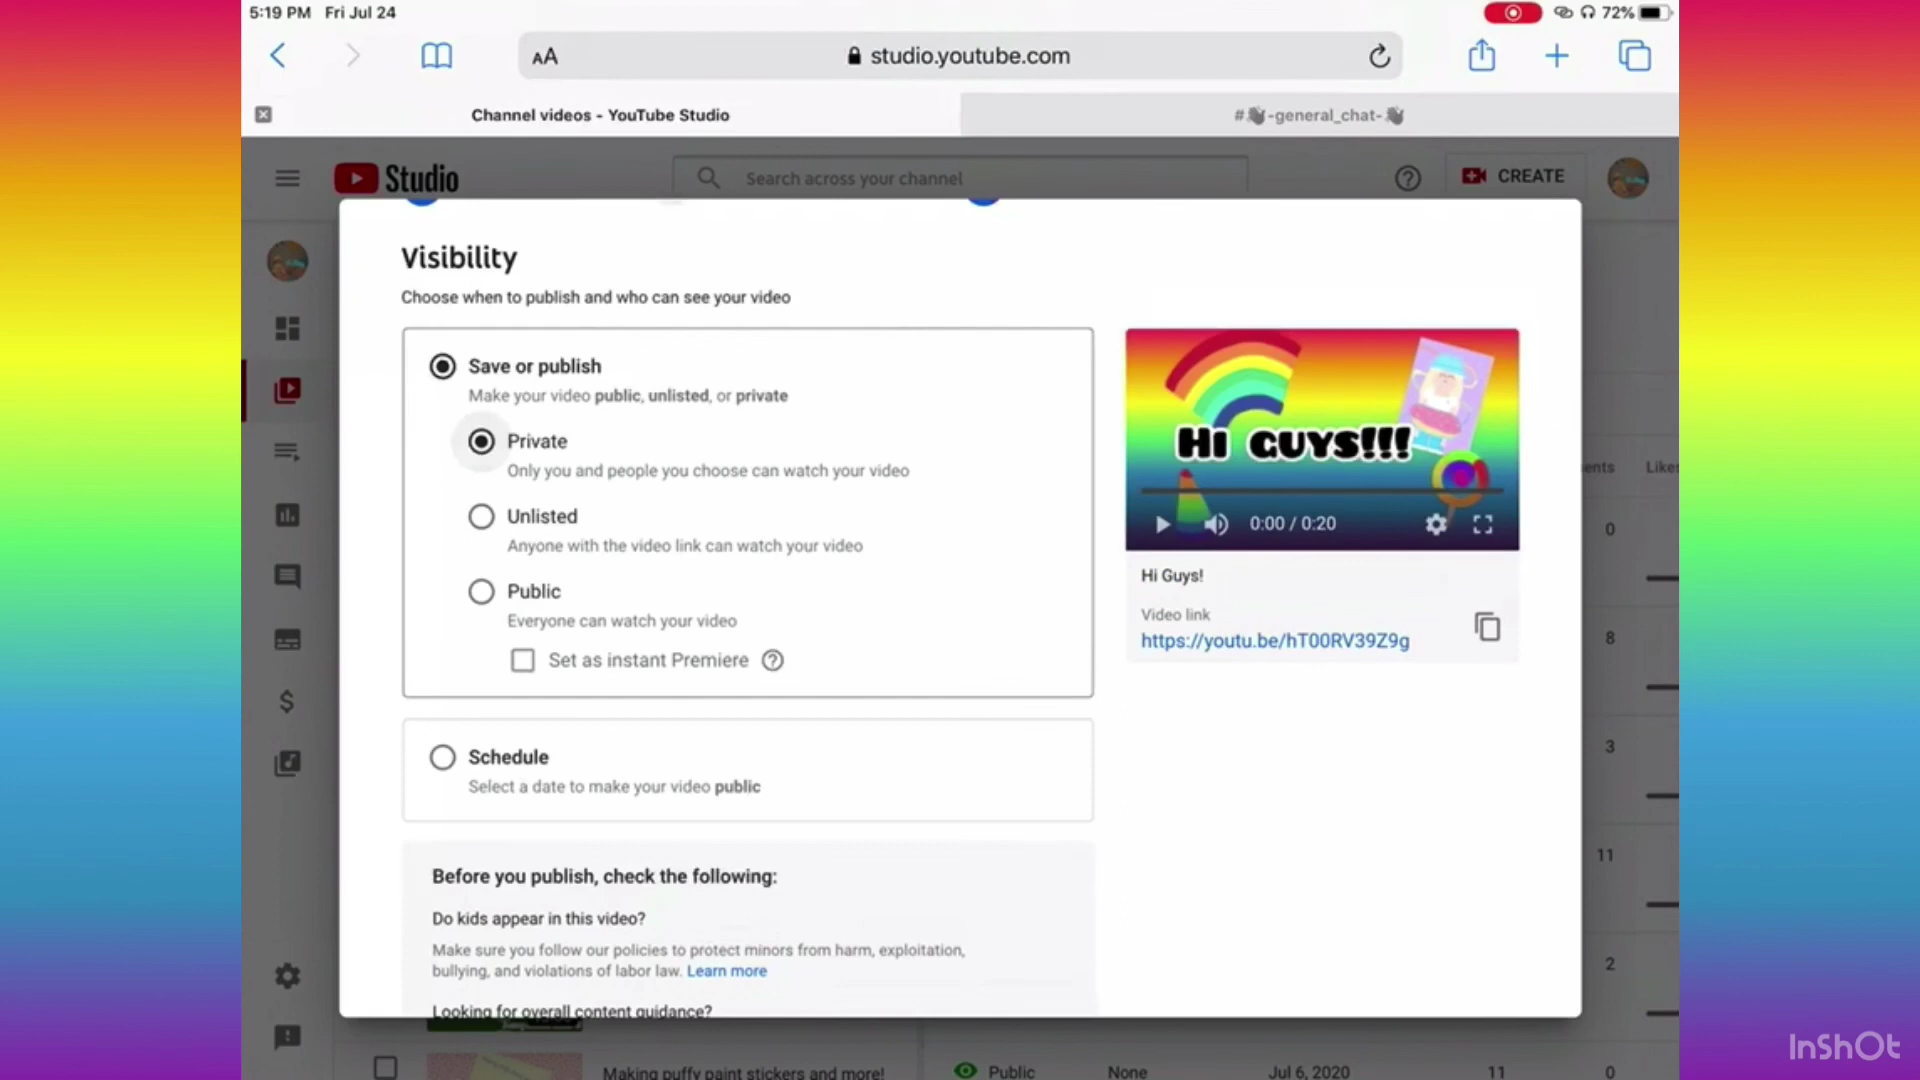 5:19 PM Fri Jul 24
72%
AA
studio.youtube.com
Channel videos - YouTube Studio
#👋-general_chat-👋
Studio
Search across your channel
CREATE
Visibility
Choose when to publish and who can see your video
Save or publish
Make your video public, unlisted, or private
Private
Only you and people you choose can watch your video
Unlisted
Anyone with the video link can watch your video
Public
Everyone can watch your video
Set as instant Premiere
Schedule
Select a date to make your video public
Before you publish, check the following:
Do kids appear in this video?
Make sure you follow our policies to protect minors from harm, exploitation,
bullying, and violations of labor law. Learn more
Looking for overall content guidance?
Hi GUYS!!!
0:00 / 0:20
Hi Guys!
Video link
https://youtu.be/hT00RV39Z9g
ents Likes
0
8
3
11
2
Making puffy paint stickers and more! Public None Jul 6, 2020 11 0
InShOt